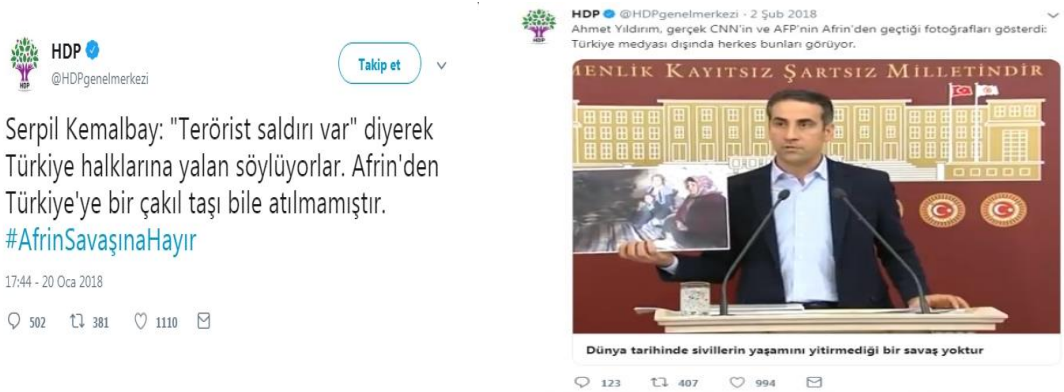 HDP
@HDPgenelmerkezi
Takip et
HDP
Serpil Kemalbay: "Terörist saldırı var" diyerek
Türkiye halklarına yalan söylüyorlar. Afrin'den
Türkiye'ye bir çakıl taşı bile atılmamıştır.
#AfrinSavaşınaHayır
17:44 - 20 Oca 2018
502 381 1110
HDP @HDPgenelmerkezi - 2 Şub 2018
Ahmet Yıldırım, gerçek CNN'in ve AFP'nin Afrin'den geçtiği fotoğrafları gösterdi:
Türkiye medyası dışında herkes bunları görüyor.
HDP
MENLİK KAYITSIZ ŞARTSIZ MİLLETİNDİR
Dünya tarihinde sivillerin yaşamını yitirmediği bir savaş yoktur
123 407 994